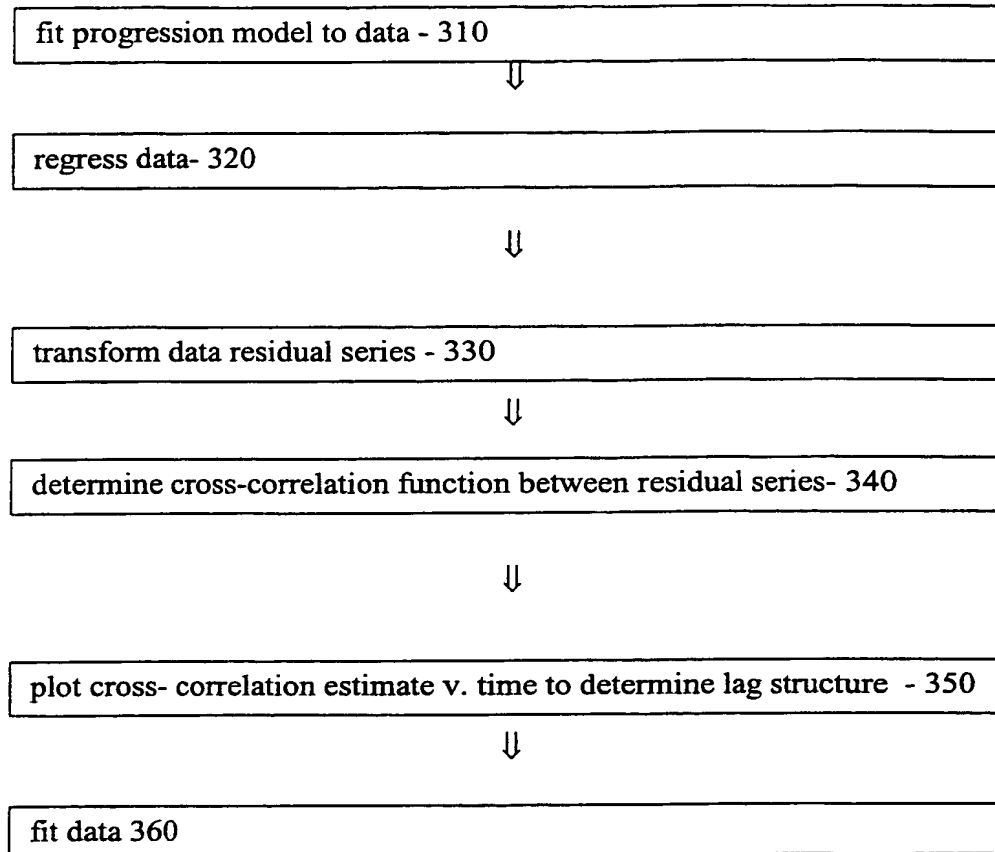 fit progression model to data - 310
⇓
regress data- 320
⇓
transform data residual series - 330
⇓
determine cross-correlation function between residual series- 340
⇓
plot cross- correlation estimate v. time to determine lag structure - 350
⇓
fit data 360